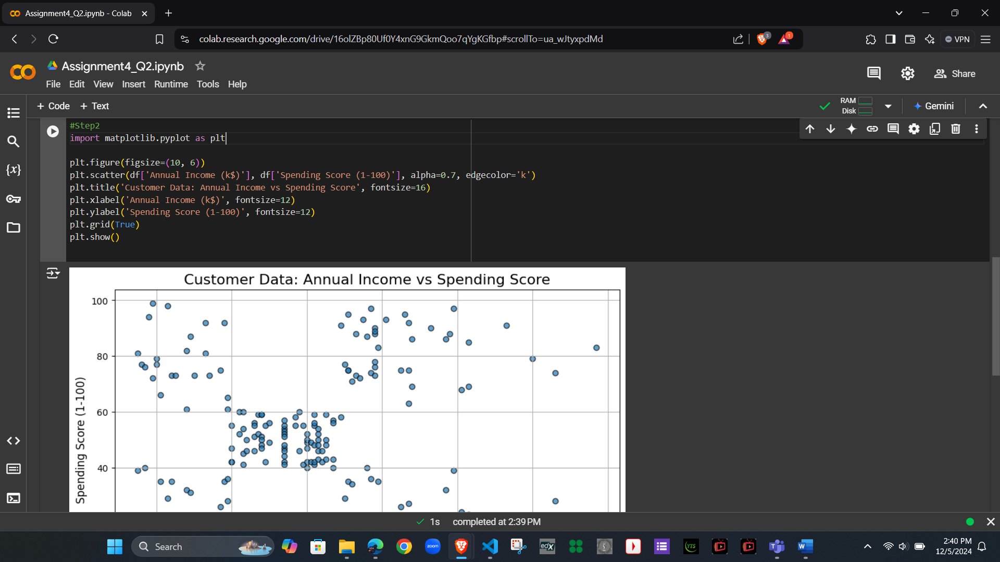 Assignment4_Q2.ipynb - Colab
colab.research.google.com/drive/16olZBp80Uf0Y4xnG9GkmQoo7qYgKGfbp#scrollTo=ua_wJtyxpdMd
3
1
VPN
Assignment4_Q2.ipynb
File Edit View Insert Runtime Tools Help
Share
+ Code + Text
RAM
Disk
Gemini
#Step2
import matplotlib.pyplot as plt
plt.figure(figsize=(10, 6))
plt.scatter(df['Annual Income (k$)'], df['Spending Score (1-100)'], alpha=0.7, edgecolor='k')
plt.title('Customer Data: Annual Income vs Spending Score', fontsize=16)
plt.xlabel('Annual Income (k$)', fontsize=12)
plt.ylabel('Spending Score (1-100)', fontsize=12)
plt.grid(True)
plt.show()
{x}
Customer Data: Annual Income vs Spending Score
100
80
60
40
Spending Score (1-100)
1s completed at 2:39 PM
Search
zoom
edX
YTS
2:40 PM
12/5/2024